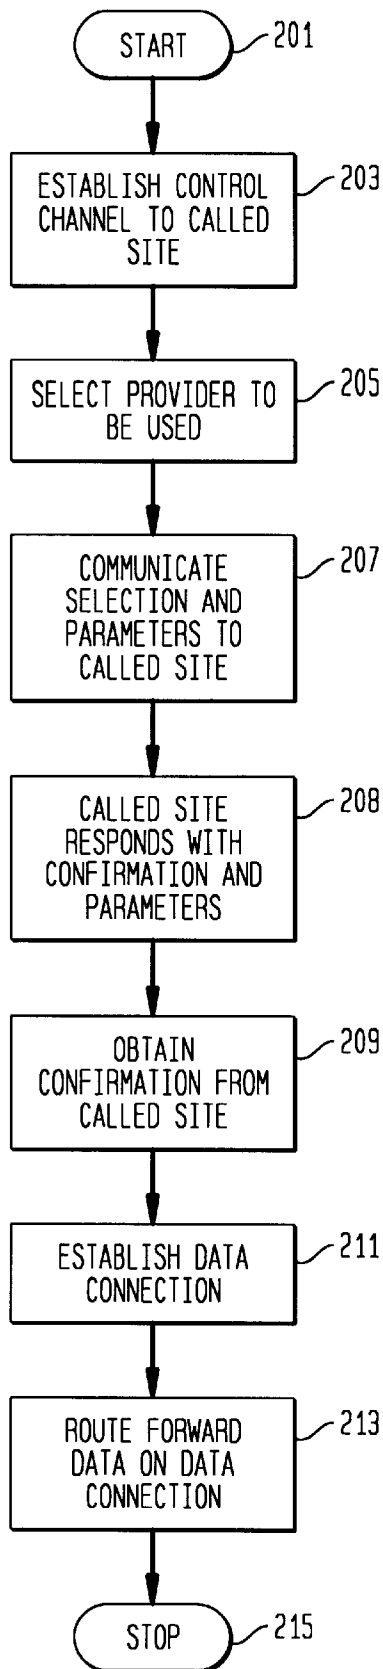 START
201
ESTABLISH CONTROL
CHANNEL TO CALLED
SITE
203
SELECT PROVIDER TO
BE USED
205
COMMUNICATE
SELECTION AND
PARAMETERS TO
CALLED SITE
207
CALLED SITE
RESPONDS WITH
CONFIRMATION AND
PARAMETERS
208
OBTAIN
CONFIRMATION FROM
CALLED SITE
209
ESTABLISH DATA
CONNECTION
211
ROUTE FORWARD
DATA ON DATA
CONNECTION
213
STOP
215